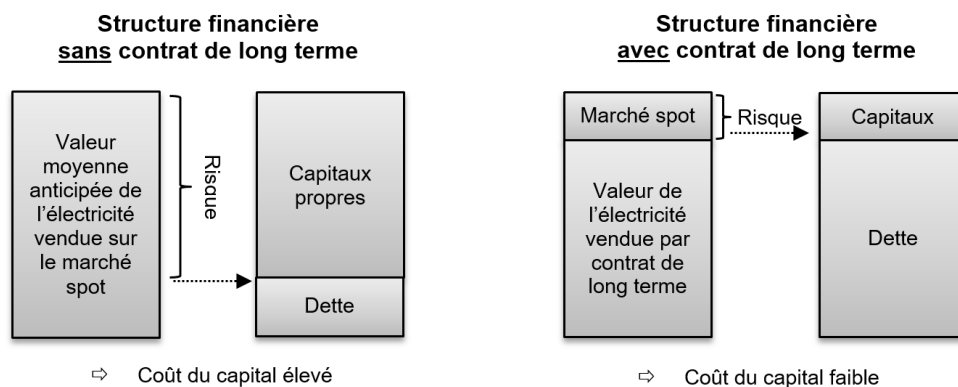 Structure financière
sans contrat de long terme
Valeur
moyenne
anticipée de
l'électricité
vendue sur
le marché
spot
Risque
Capitaux
propres
Dette
⇨ Coût du capital élevé
Structure financière
avec contrat de long terme
Marché spot
Risque
Capitaux
Valeur de
l'électricité
vendue par
contrat de
long terme
Dette
⇨ Coût du capital faible